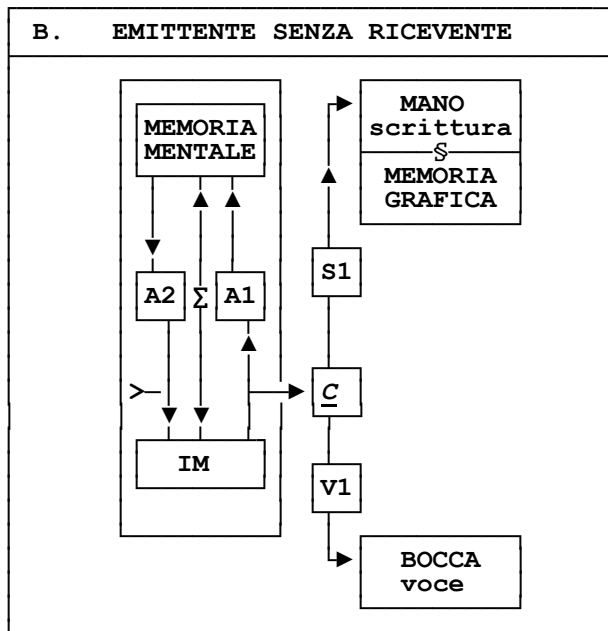 B. EMITTENTE SENZA RICEVENTE
MEMORIA
MENTALE
MANO
scrittura
§
MEMORIA
GRAFICA
A2
Σ
A1
S1
>
C
IM
V1
BOCCA
voce